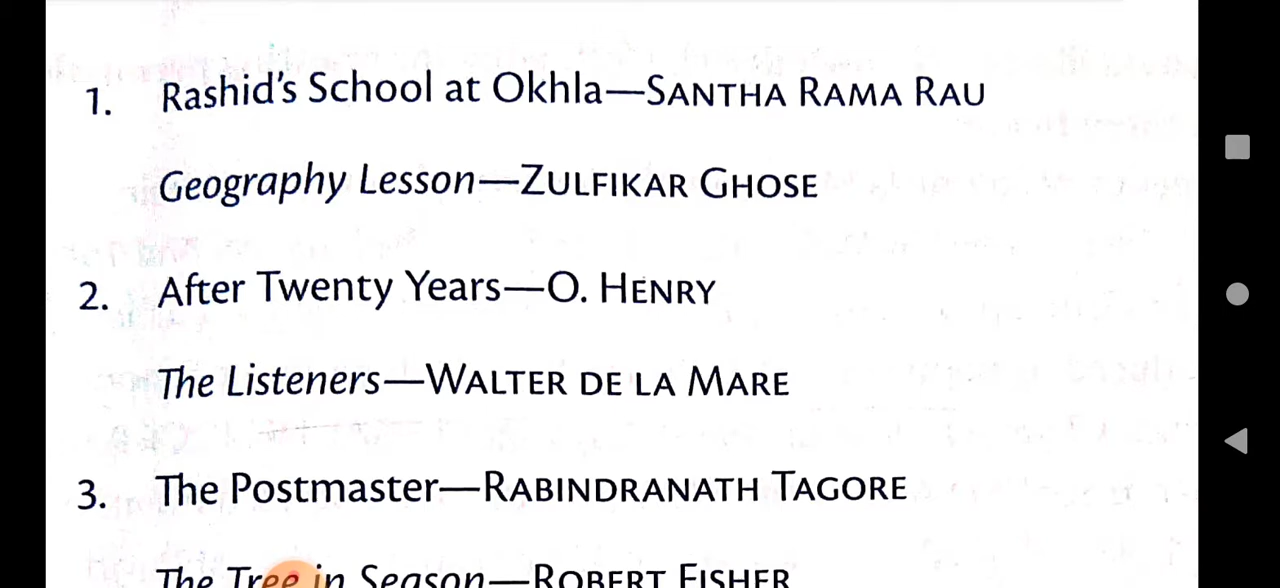 1. Rashid's School at Okhla—SANTHA RAMA RAU
Geography Lesson—ZULFIKAR GHOSE
2. After Twenty Years—O. HENRY
The Listeners—WALTER DE LA MARE
3. The Postmaster—RABINDRANATH TAGORE
The Tree in Season—ROBERT FISHER